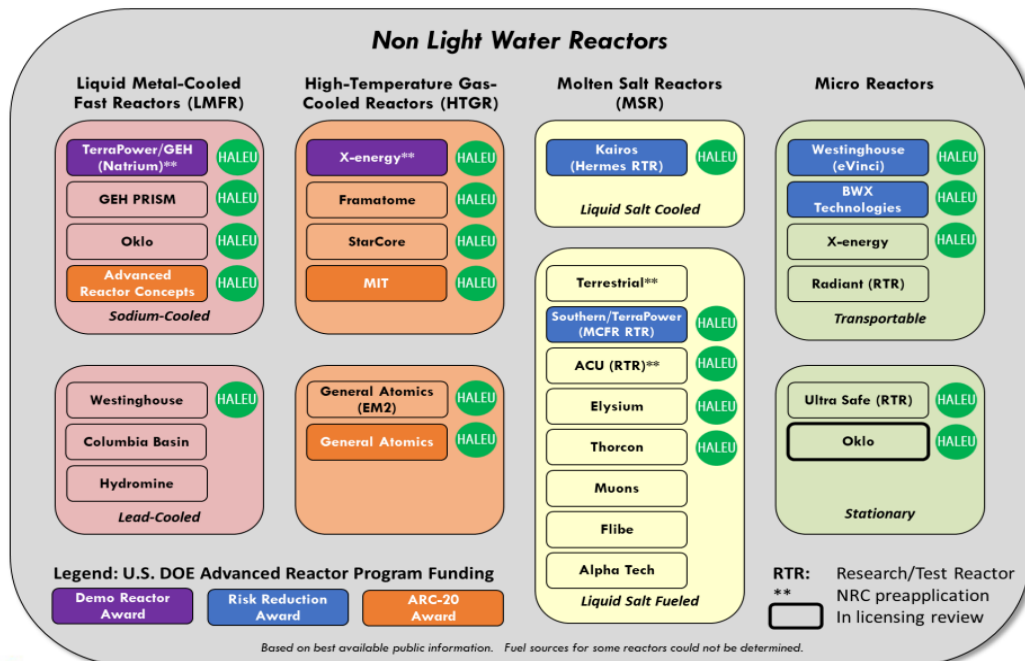 Non Light Water Reactors
Liquid Metal-Cooled
Fast Reactors (LMFR)
TerraPower/GEH
(Natrium)**
HALEU
GEH PRISM
HALEU
Oklo
HALEU
Advanced
Reactor Concepts
HALEU
Sodium-Cooled
Westinghouse
HALEU
Columbia Basin
Hydromine
Lead-Cooled
High-Temperature Gas-
Cooled Reactors (HTGR)
X-energy**
HALEU
Framatome
HALEU
StarCore
HALEU
MIT
HALEU
General Atomics
(EM2)
HALEU
General Atomics
HALEU
Molten Salt Reactors
(MSR)
Kairos
(Hermes RTR)
HALEU
Liquid Salt Cooled
Terrestrial**
Southern/TerraPower
(MCFR RTR)
HALEU
ACU (RTR)**
HALEU
Elysium
HALEU
Thorcon
HALEU
Muons
Flibe
Alpha Tech
Liquid Salt Fueled
Micro Reactors
Westinghouse
(eVinci)
HALEU
BWX
Technologies
HALEU
X-energy
HALEU
Radiant (RTR)
Transportable
Ultra Safe (RTR)
HALEU
Oklo
HALEU
Stationary
Legend: U.S. DOE Advanced Reactor Program Funding
Demo Reactor
Award
Risk Reduction
Award
ARC-20
Award
RTR: Research/Test Reactor
** NRC preapplication
In licensing review
Based on best available public information. Fuel sources for some reactors could not be determined.